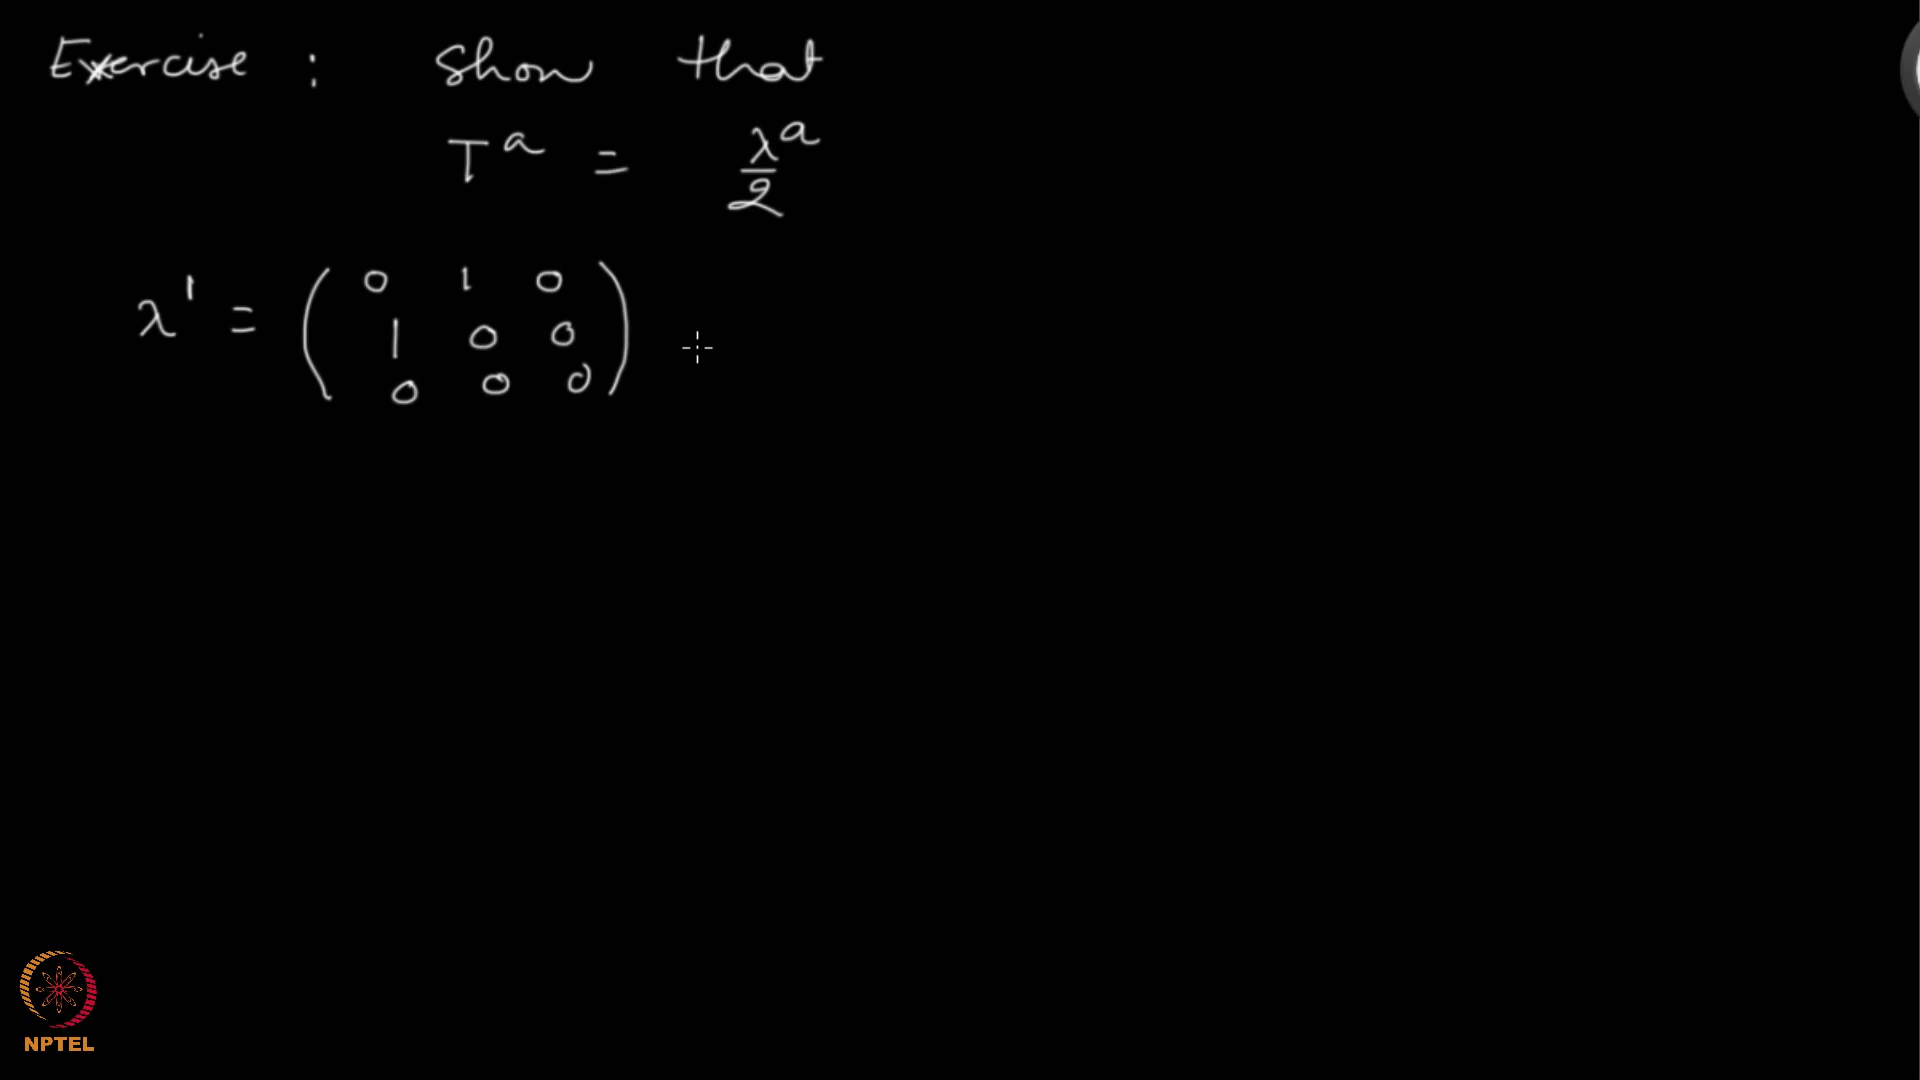 Exercise : Show that
T^a = λ^a/2
λ^1 = ( 0 1 0
1 0 0
0 0 0 )
NPTEL